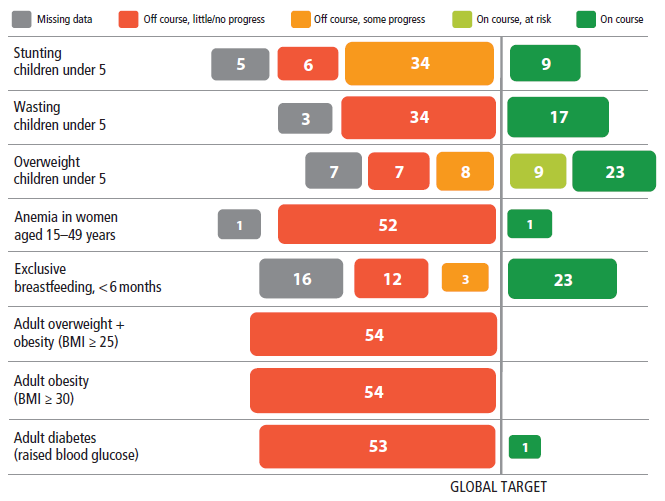 Missing data Off course, little/no progress Off course, some progress On course, at risk On course
Stunting
children under 5
5 6 34 9
Wasting
children under 5
3 34 17
Overweight
children under 5
7 7 8 9 23
Anemia in women
aged 15–49 years
1 52 1
Exclusive
breastfeeding, <6 months
16 12 3 23
Adult overweight +
obesity (BMI ≥ 25)
54
Adult obesity
(BMI ≥ 30)
54
Adult diabetes
(raised blood glucose)
53 1
GLOBAL TARGET